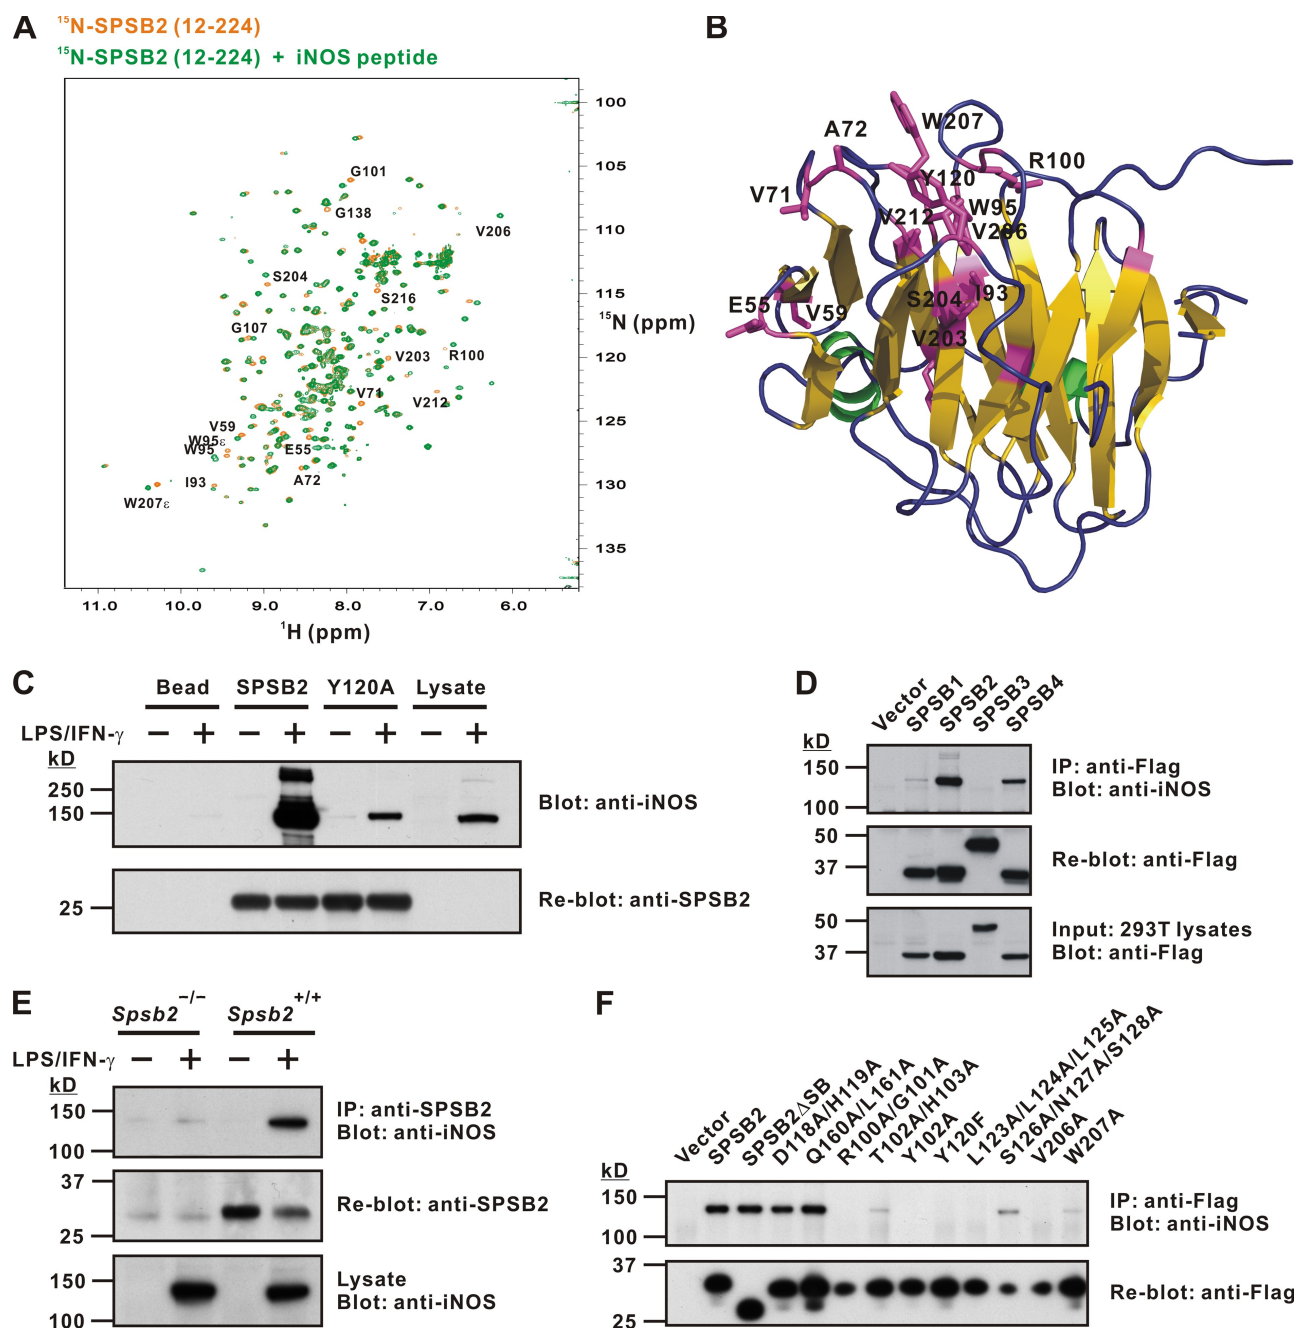 A
¹⁵N-SPSB2 (12-224)
¹⁵N-SPSB2 (12-224) + iNOS peptide
100
105
110
115
¹⁵N (ppm)
120
125
130
135
G101
G138
V206
S204
S216
G107
V203
R100
V71
V212
V59
W95ε
W95
E55
I93
A72
W207ε
11.0 10.0 9.0 8.0 7.0 6.0
¹H (ppm)
B
W207
A72
R100
Y120
V71
W95
V212
V206
E55
V59
S204
I93
V203
C
Bead SPSB2 Y120A Lysate
LPS/IFN-γ − + − + − + − +
kD
250
150
Blot: anti-iNOS
25
Re-blot: anti-SPSB2
D
Vector
SPSB1
SPSB2
SPSB3
SPSB4
kD
150
100
IP: anti-Flag
Blot: anti-iNOS
50
37
Re-blot: anti-Flag
50
37
Input: 293T lysates
Blot: anti-Flag
E
Spsb2−/− Spsb2+/+
LPS/IFN-γ − + − +
kD
150
100
IP: anti-SPSB2
Blot: anti-iNOS
37
25
Re-blot: anti-SPSB2
150
100
Lysate
Blot: anti-iNOS
F
Vector
SPSB2
SPSB2ΔSB
D118A/H119A
Q160A/L161A
R100A/G101A
T102A/H103A
Y102A
Y120F
L123A/L124A/L125A
S126A/N127A/S128A
V206A
W207A
kD
150
100
IP: anti-Flag
Blot: anti-iNOS
37
25
Re-blot: anti-Flag